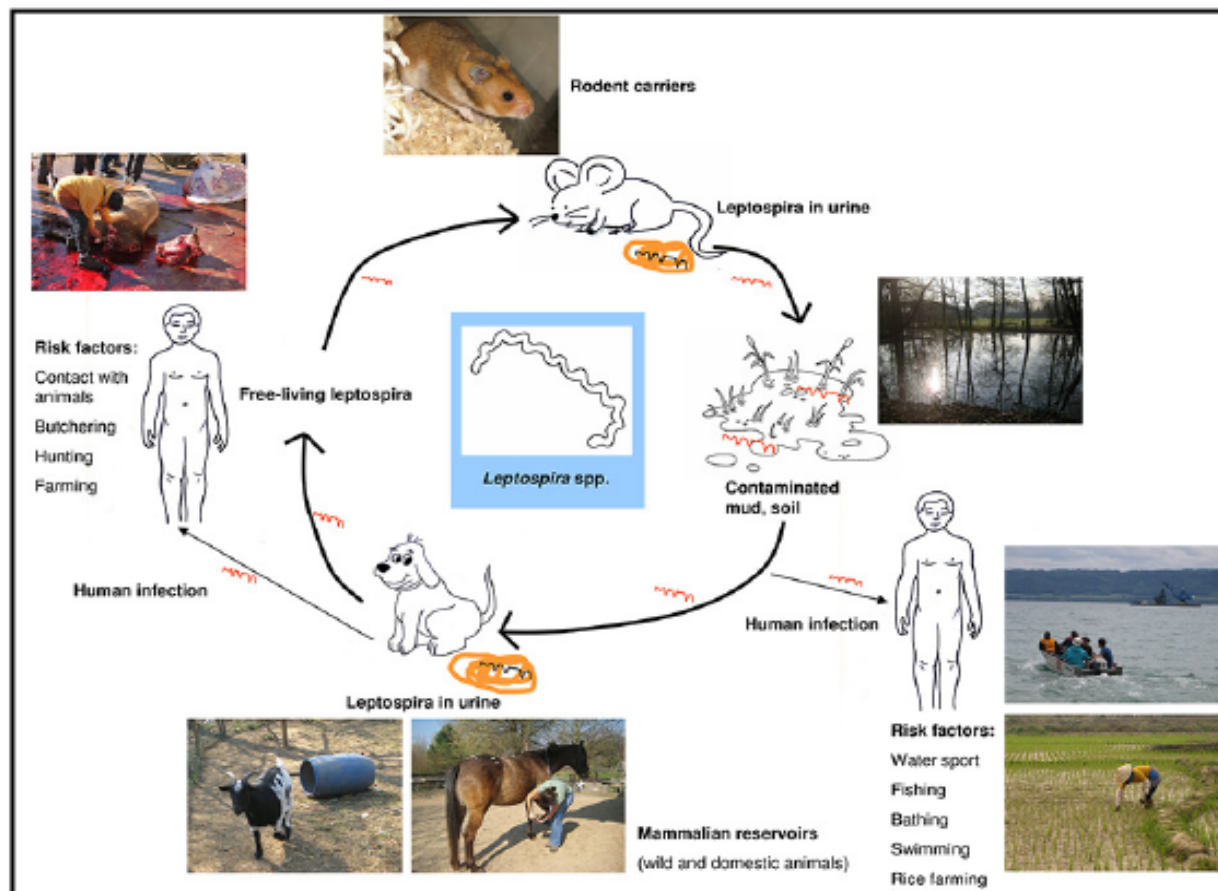 Rodent carriers
Leptospira in urine
Risk factors:
Contact with
animals
Butchering
Hunting
Farming
Free-living leptospira
Leptospira spp.
Contaminated
mud, soil
Human infection
Human infection
Leptospira in urine
Mammalian reservoirs
(wild and domestic animals)
Risk factors:
Water sport
Fishing
Bathing
Swimming
Rice farming